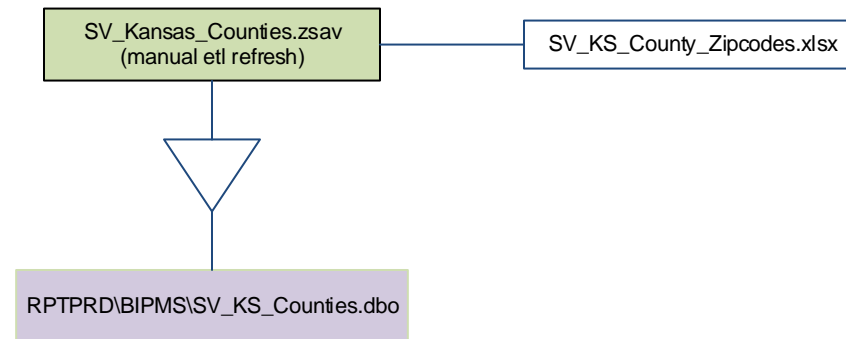 SV_Kansas_Counties.zsav
(manual etl refresh)
SV_KS_County_Zipcodes.xlsx
RPTPRD\BIPMS\SV_KS_Counties.dbo